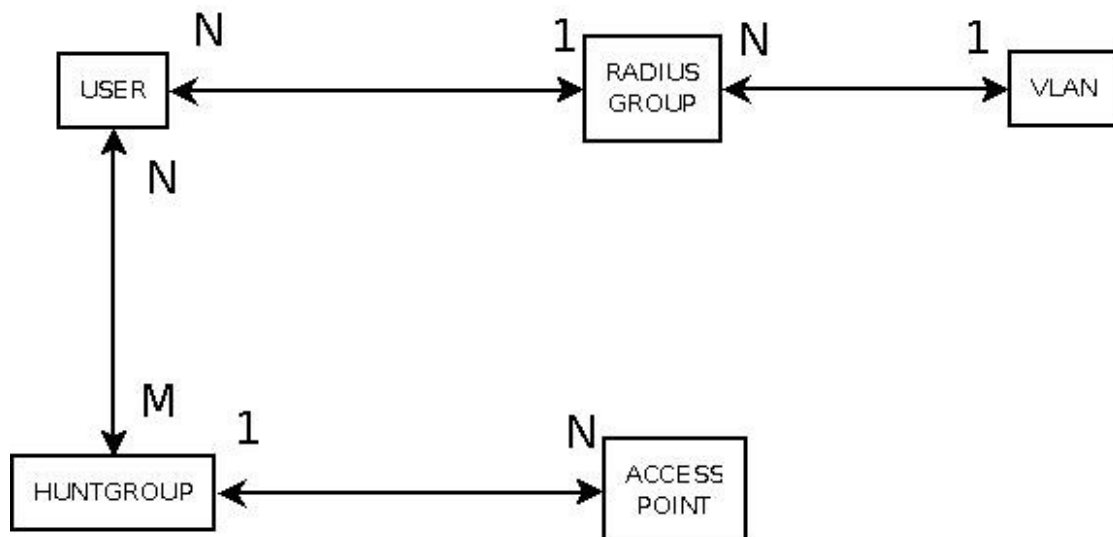 N
1
N
1
USER
RADIUS
GROUP
VLAN
N
M
1
N
HUNTGROUP
ACCESS
POINT